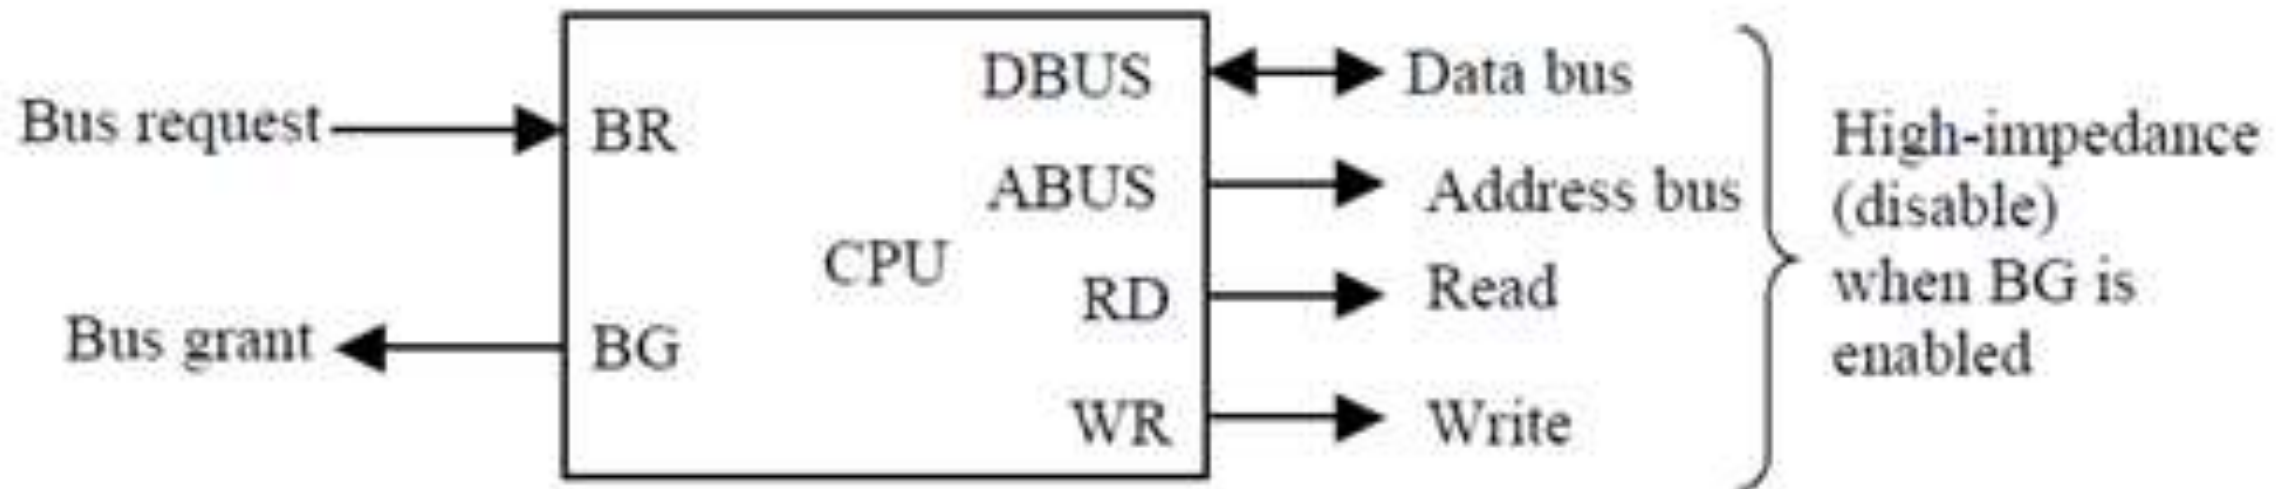 Bus request
BR
Bus grant
BG
CPU
DBUS
Data bus
ABUS
Address bus
RD
Read
WR
Write
High-impedance
(disable)
when BG is
enabled